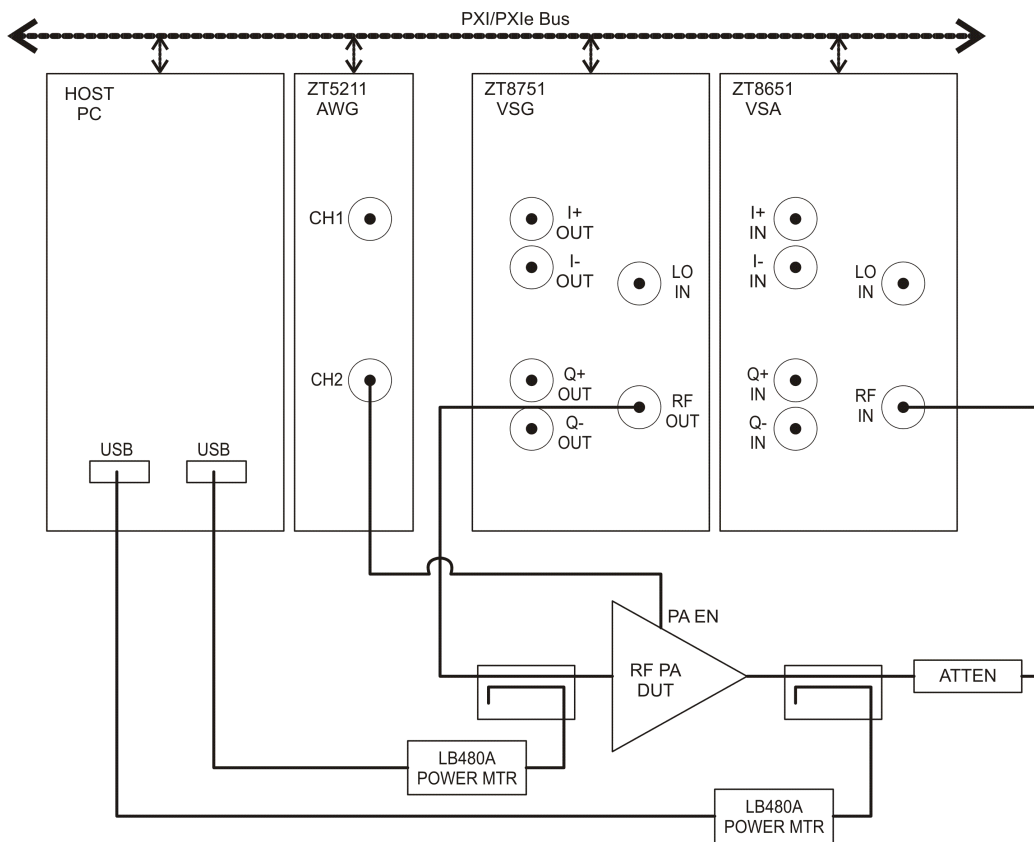 PXI/PXIe Bus
HOST
PC
ZT5211
AWG
ZT8751
VSG
ZT8651
VSA
CH1
I+
OUT
I-
OUT
LO
IN
I+
IN
I-
IN
LO
IN
CH2
Q+
OUT
Q-
OUT
RF
OUT
Q+
IN
Q-
IN
RF
IN
USB
USB
PA EN
RF PA
DUT
ATTEN
LB480A
POWER MTR
LB480A
POWER MTR